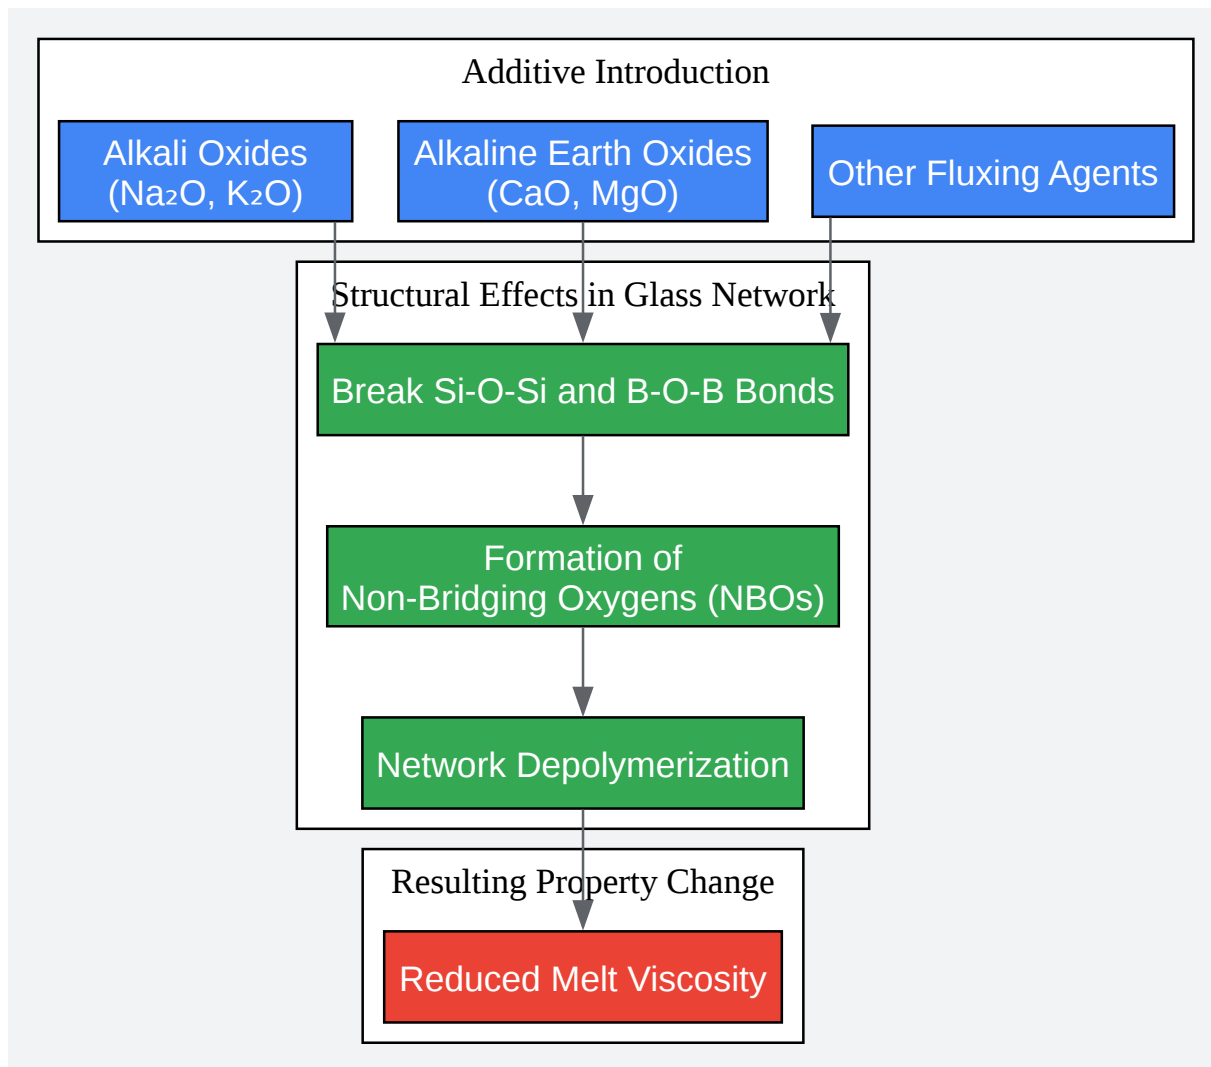 Additive Introduction
Alkali Oxides
(Na₂O, K₂O)
Alkaline Earth Oxides
(CaO, MgO)
Other Fluxing Agents
Structural Effects in Glass Network
Break Si-O-Si and B-O-B Bonds
Formation of
Non-Bridging Oxygens (NBOs)
Network Depolymerization
Resulting Property Change
Reduced Melt Viscosity